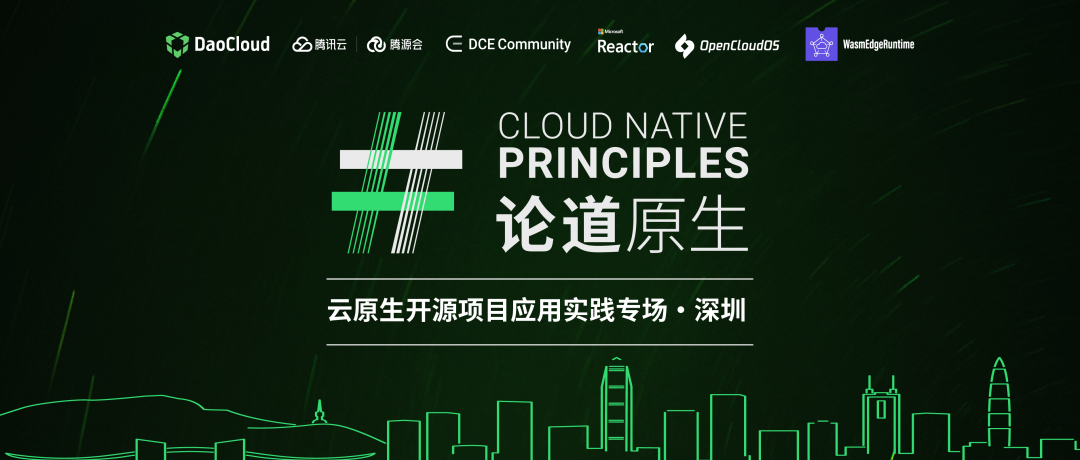 DaoCloud 腾讯云 腾源会 DCE Community Microsoft Reactor OpenCloudOS WasmEdgeRuntime
CLOUD NATIVE
PRINCIPLES
论道原生
云原生开源项目应用实践专场·深圳